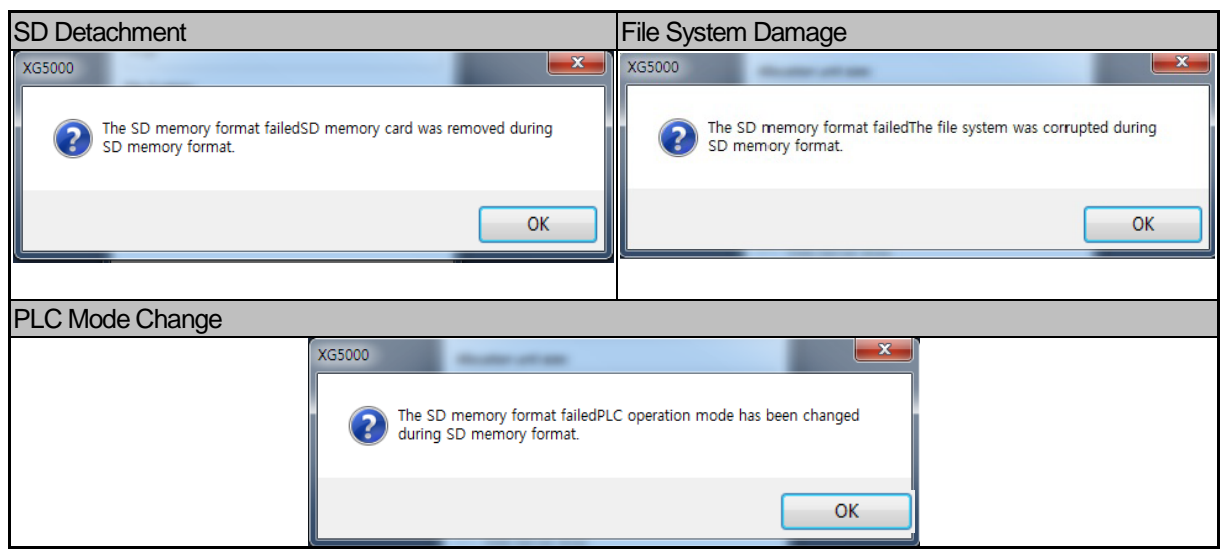 SD Detachment
File System Damage
XG5000
The SD memory format failedSD memory card was removed during
SD memory format.
OK
XG5000
The SD memory format failedThe file system was corrupted during
SD memory format.
OK
PLC Mode Change
XG5000
The SD memory format failedPLC operation mode has been changed
during SD memory format.
OK